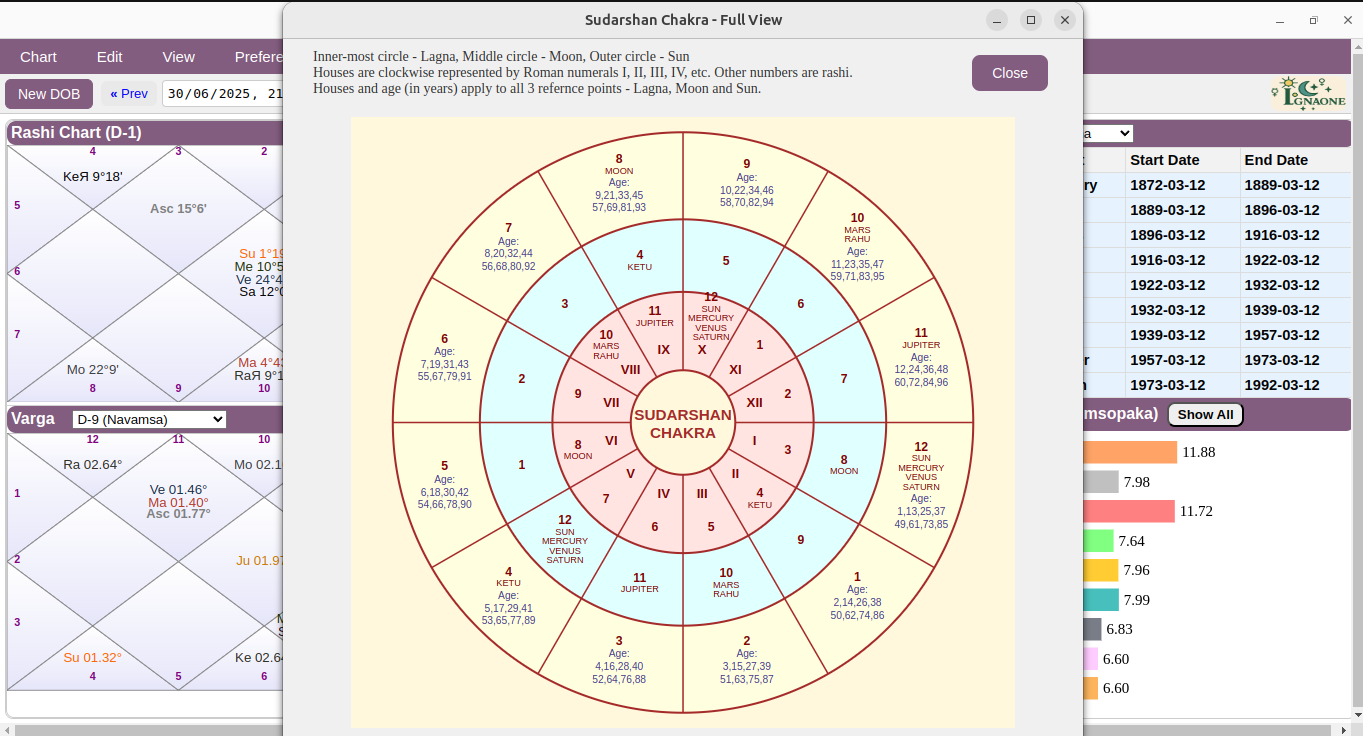 Sudarshan Chakra - Full View
Chart Edit View Prefere
New DOB « Prev 30/06/2025, 21
LIGNAONE
Inner-most circle - Lagna, Middle circle - Moon, Outer circle - Sun
Houses are clockwise represented by Roman numerals I, II, III, IV, etc. Other numbers are rashi.
Houses and age (in years) apply to all 3 refernce points - Lagna, Moon and Sun.
Close
Rashi Chart (D-1)
4 3 2
KeЯ 9°18'
5
Asc 15°6'
Su 1°19
Me 10°5
Ve 24°4
Sa 12°0
6
7
Mo 22°9'
Ma 4°43
RaЯ 9°1
8 9 10
Varga D-9 (Navamsa)
12 11 10
Ra 02.64°
Mo 02.1
1
Ve 01.46°
Ma 01.40°
Asc 01.77°
2
Ju 01.97
3
M
S
Su 01.32°
Ke 02.64
4 5 6
8
MOON
Age:
9,21,33,45
57,69,81,93
9
Age:
10,22,34,46
58,70,82,94
10
MARS
RAHU
Age:
11,23,35,47
59,71,83,95
11
JUPITER
Age:
12,24,36,48
60,72,84,96
12
SUN
MERCURY
VENUS
SATURN
Age:
1,13,25,37
49,61,73,85
1
Age:
2,14,26,38
50,62,74,86
2
Age:
3,15,27,39
51,63,75,87
3
Age:
4,16,28,40
52,64,76,88
4
KETU
Age:
5,17,29,41
53,65,77,89
5
Age:
6,18,30,42
54,66,78,90
6
Age:
7,19,31,43
55,67,79,91
7
Age:
8,20,32,44
56,68,80,92
4
KETU
5
6
7
8
MOON
9
10
MARS
RAHU
11
JUPITER
12
SUN
MERCURY
VENUS
SATURN
1
2
3
11
JUPITER
IX
12
SUN
MERCURY
VENUS
SATURN
X
1
XI
2
XII
3
I
4
KETU
II
5
III
6
IV
7
V
8
MOON
VI
9
VII
10
MARS
RAHU
VIII
SUDARSHAN
CHAKRA
a
Start Date End Date
ry 1872-03-12 1889-03-12
1889-03-12 1896-03-12
1896-03-12 1916-03-12
1916-03-12 1922-03-12
1922-03-12 1932-03-12
1932-03-12 1939-03-12
1939-03-12 1957-03-12
r 1957-03-12 1973-03-12
1973-03-12 1992-03-12
msopaka) Show All
11.88
7.98
11.72
7.64
7.96
7.99
6.83
6.60
6.60